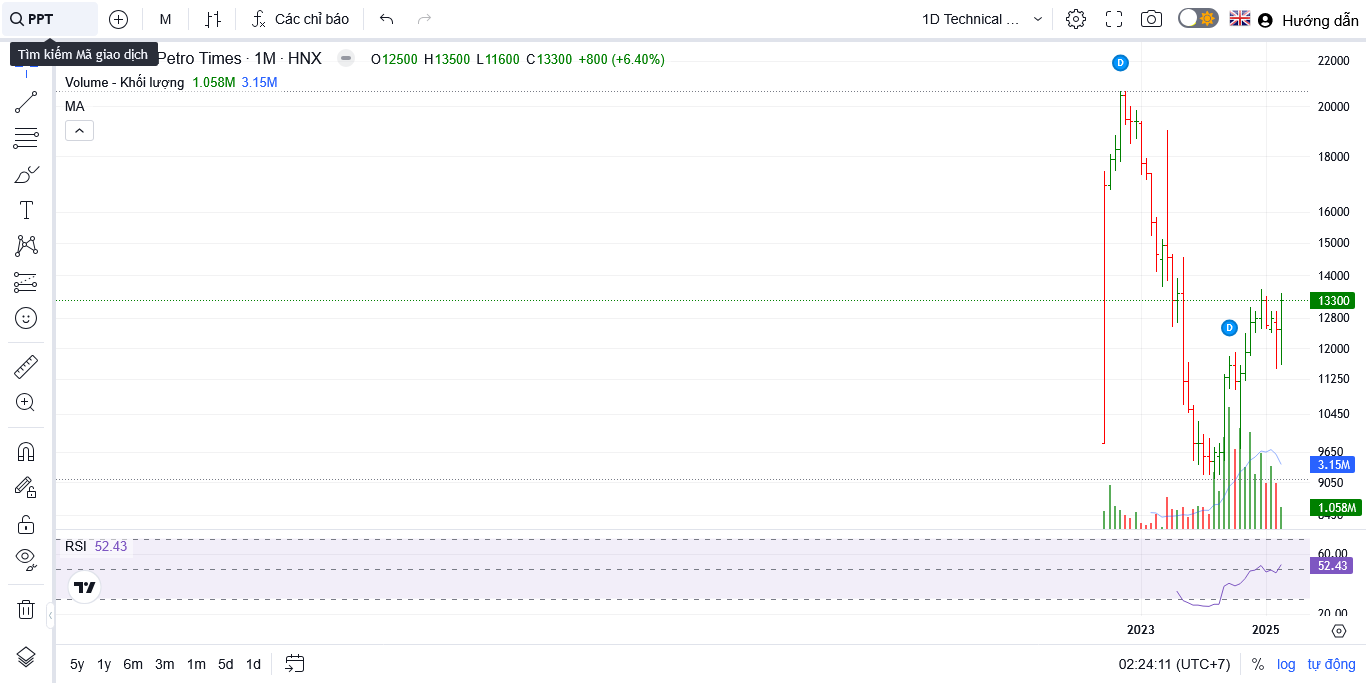 PPT
M
Các chỉ báo
1D Technical ...
Hướng dẫn
Tìm kiếm Mã giao dịch
Petro Times · 1M · HNX
O12500 H13500 L11600 C13300 +800 (+6.40%)
Volume - Khối lượng 1.058M 3.15M
MA
D
D
22000
20000
18000
16000
15000
14000
13300
12800
12000
11250
10450
9650
3.15M
9050
1.058M
RSI 52.43
60.00
52.43
20.00
2023
2025
5y 1y 6m 3m 1m 5d 1d
02:24:11 (UTC+7)
% log tự động